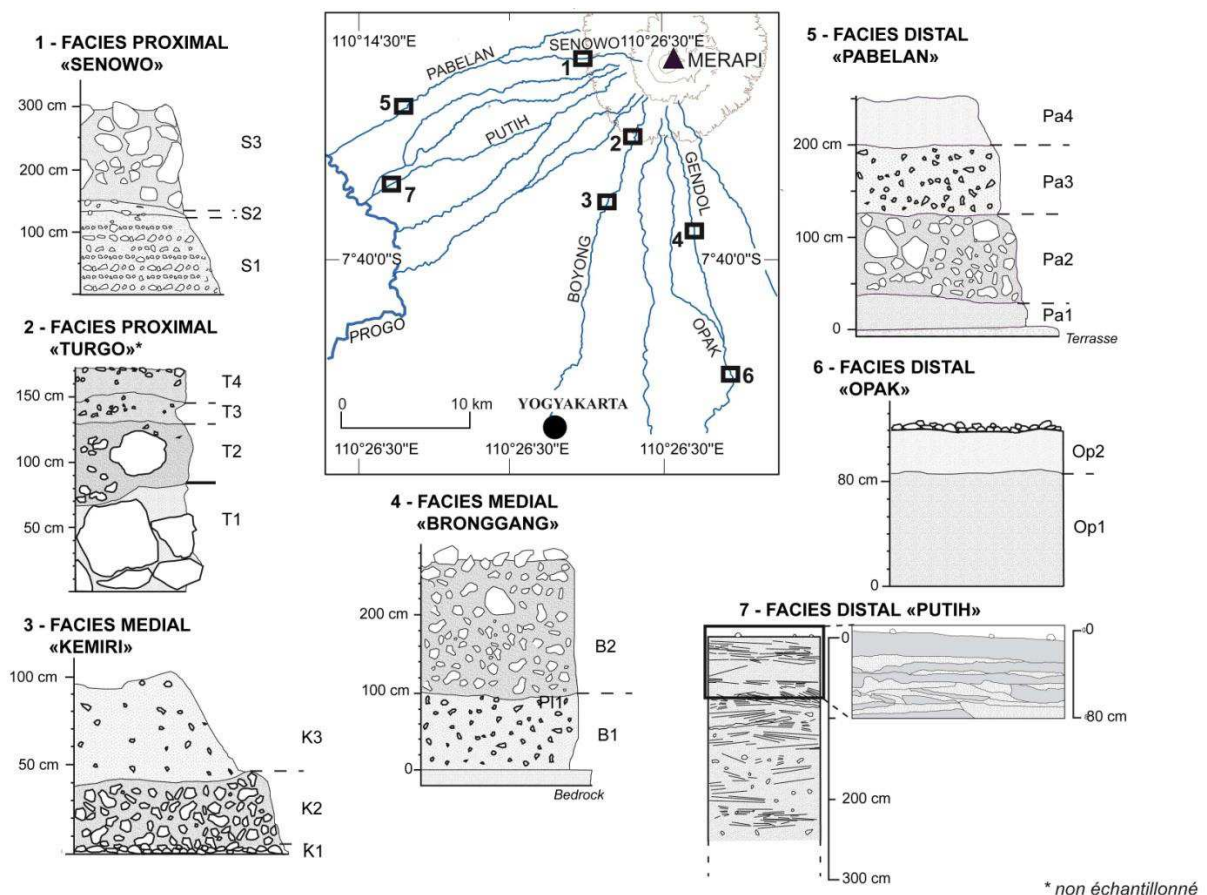 1 - FACIES PROXIMAL
«SENOWO»
300 cm
200 cm
100 cm
S3
S2
S1
2 - FACIES PROXIMAL
«TURGO»*
150 cm
100 cm
50 cm
T4
T3
T2
T1
3 - FACIES MEDIAL
«KEMIRI»
100 cm
50 cm
0
K3
K2
K1
110°14'30"E
110°26'30"E
SENOWO
MERAPI
PABELAN
PUTIH
GENDOL
BOYONG
OPAK
PROGO
1
2
3
4
5
6
7
7°40'0"S
7°40'0"S
0
10 km
YOGYAKARTA
110°26'30"E
110°26'30"E
110°26'30"E
4 - FACIES MEDIAL
«BRONGGANG»
200 cm
100 cm
0
B2
Pl1
B1
Bedrock
5 - FACIES DISTAL
«PABELAN»
200 cm
100 cm
0
Pa4
Pa3
Pa2
Pa1
Terrasse
6 - FACIES DISTAL
«OPAK»
80 cm
0
Op2
Op1
7 - FACIES DISTAL «PUTIH»
0
200 cm
300 cm
0
80 cm
* non échantillonné